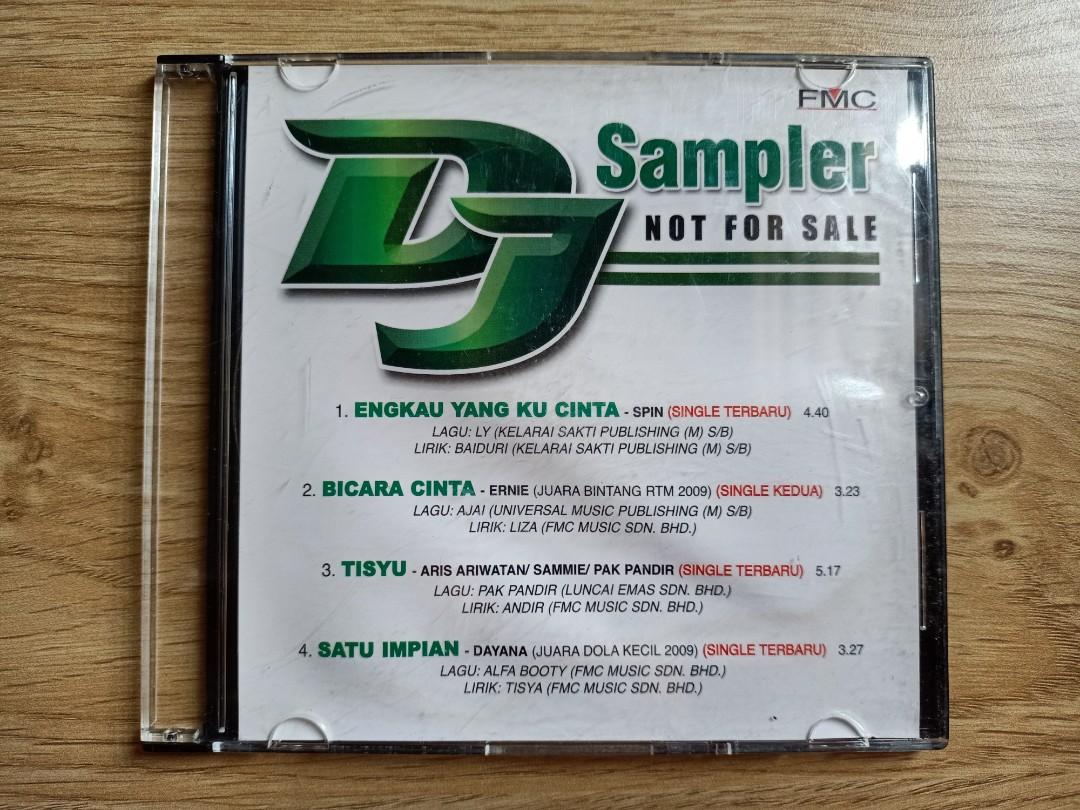 FMC
DJ Sampler
NOT FOR SALE
1. ENGKAU YANG KU CINTA - SPIN (SINGLE TERBARU) 4.40
LAGU: LY (KELARAI SAKTI PUBLISHING (M) S/B)
LIRIK: BAIDURI (KELARAI SAKTI PUBLISHING (M) S/B)
2. BICARA CINTA - ERNIE (JUARA BINTANG RTM 2009) (SINGLE KEDUA) 3.23
LAGU: AJAI (UNIVERSAL MUSIC PUBLISHING (M) S/B)
LIRIK: LIZA (FMC MUSIC SDN. BHD.)
3. TISYU - ARIS ARIWATAN/ SAMMIE/ PAK PANDIR (SINGLE TERBARU) 5.17
LAGU: PAK PANDIR (LUNCAI EMAS SDN. BHD.)
LIRIK: ANDIR (FMC MUSIC SDN. BHD.)
4. SATU IMPIAN - DAYANA (JUARA DOLA KECIL 2009) (SINGLE TERBARU) 3.27
LAGU: ALFA BOOTY (FMC MUSIC SDN. BHD.)
LIRIK: TISYA (FMC MUSIC SDN. BHD.)